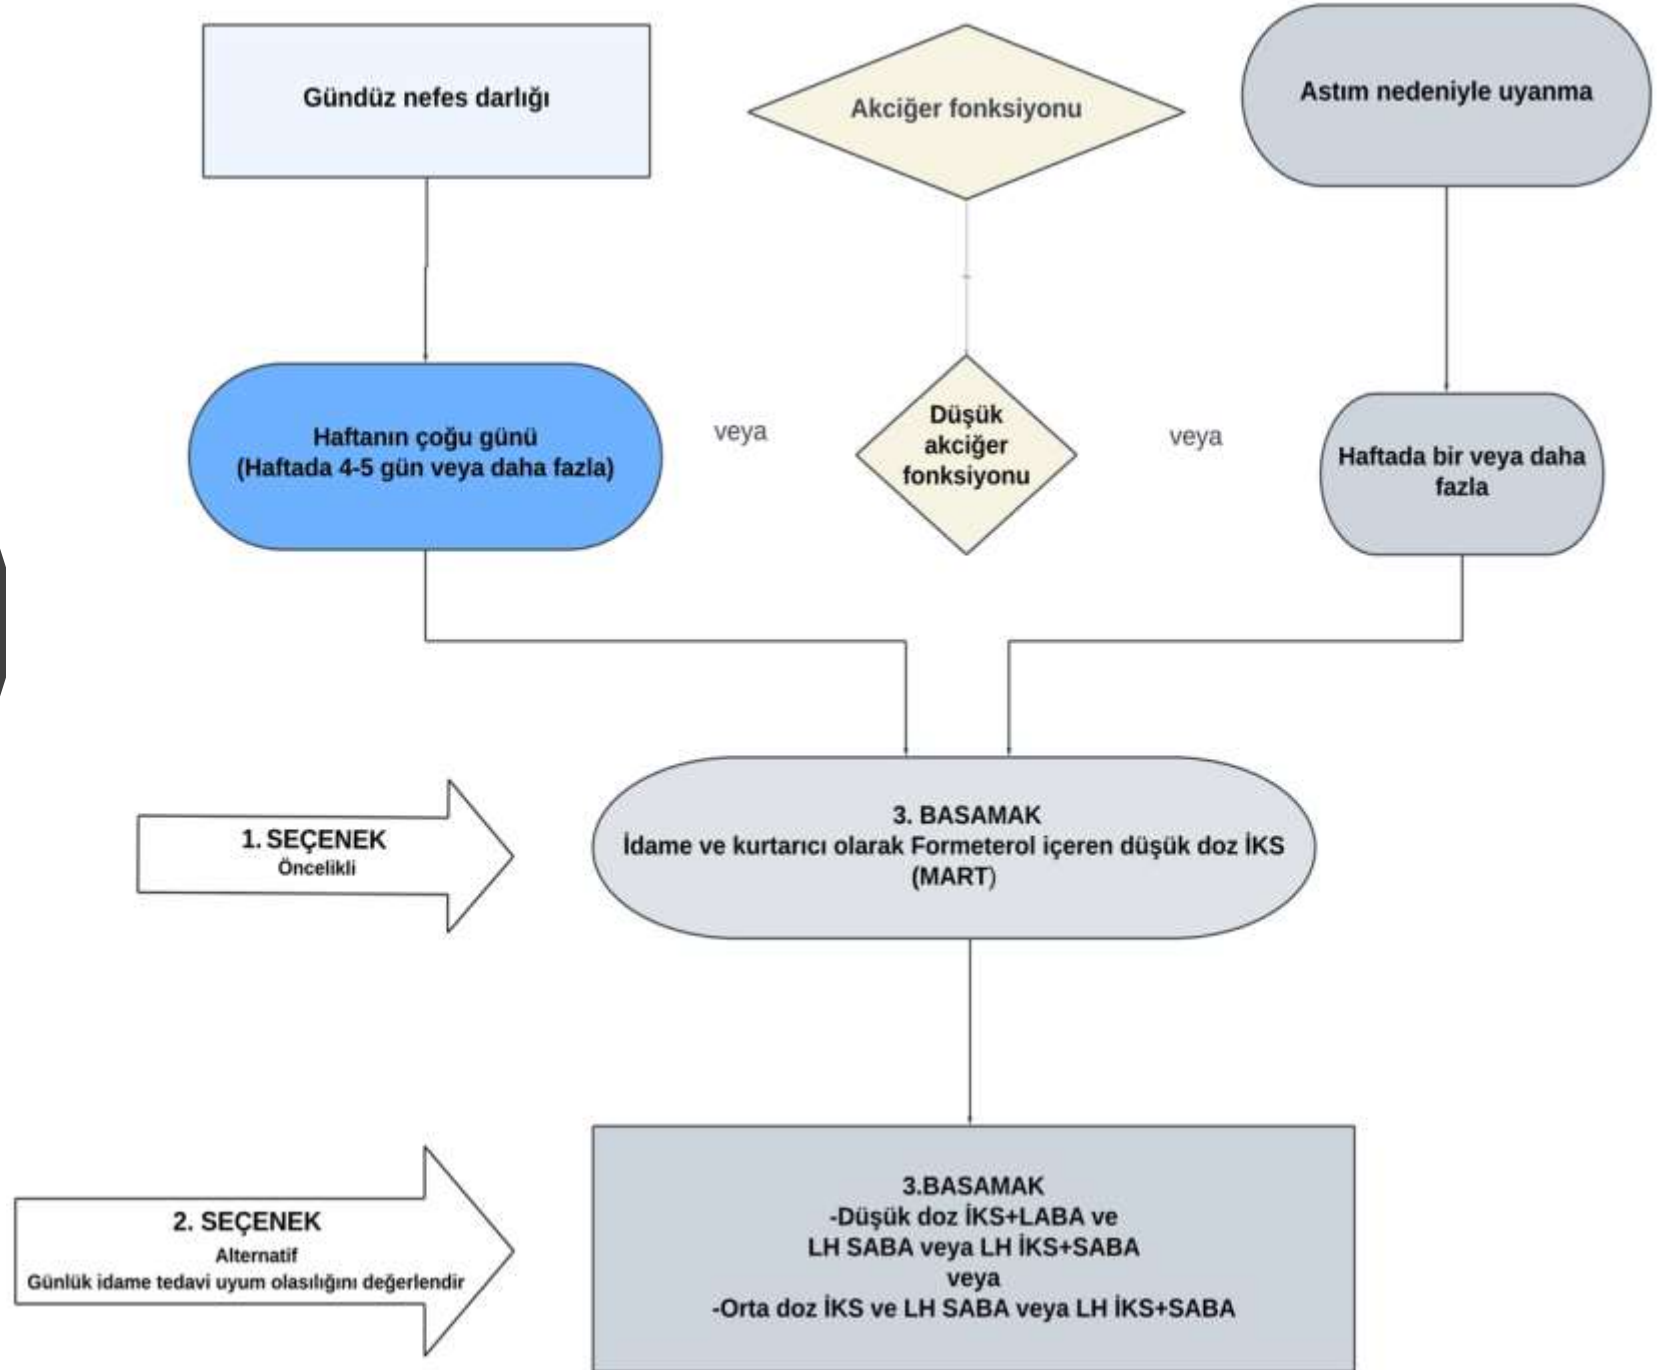 Gündüz nefes darlığı
Akciğer fonksiyonu
Astım nedeniyle uyanma
Haftanın çoğu günü
(Haftada 4-5 gün veya daha fazla)
veya
Düşük
akciğer
fonksiyonu
veya
Haftada bir veya daha
fazla
1. SEÇENEK
Öncelikli
3. BASAMAK
İdame ve kurtarıcı olarak Formeterol içeren düşük doz İKS
(MART)
2. SEÇENEK
Alternatif
Günlük idame tedavi uyum olasılığını değerlendir
3.BASAMAK
-Düşük doz İKS+LABA ve
LH SABA veya LH İKS+SABA
veya
-Orta doz İKS ve LH SABA veya LH İKS+SABA